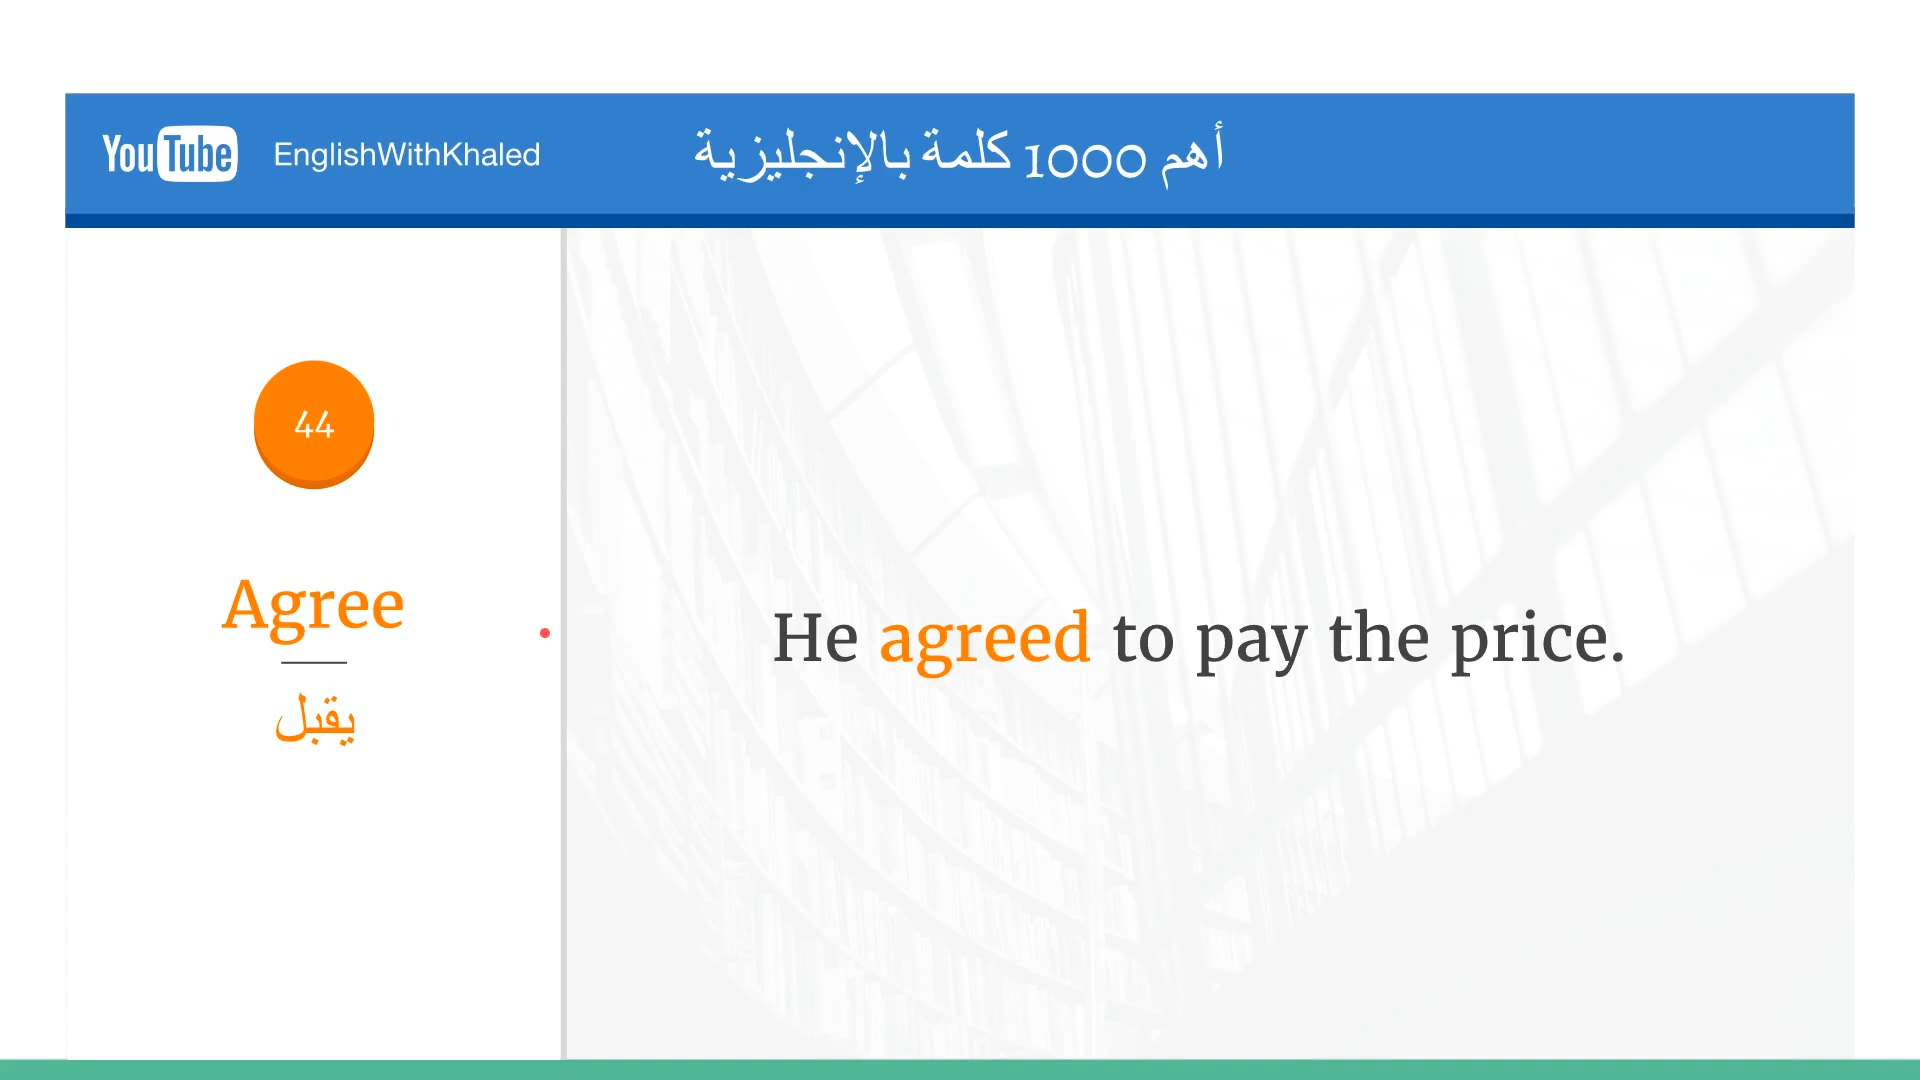 YouTube EnglishWithKhaled
أهم 1000 كلمة بالإنجليزية
44
Agree
يقبل
He agreed to pay the price.